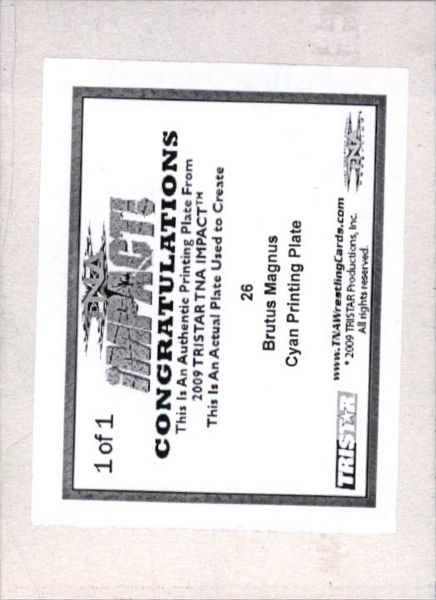 1 of 1
TNA
iMPACT!
CONGRATULATIONS
This Is An Authentic Printing Plate From
2009 TRISTAR TNA IMPACT™
This Is An Actual Plate Used to Create
26
Brutus Magnus
Cyan Printing Plate
TRISTAR
www.TNAWrestlingCards.com
* 2009 TRISTAR Productions, Inc.
All rights reserved.
TNA